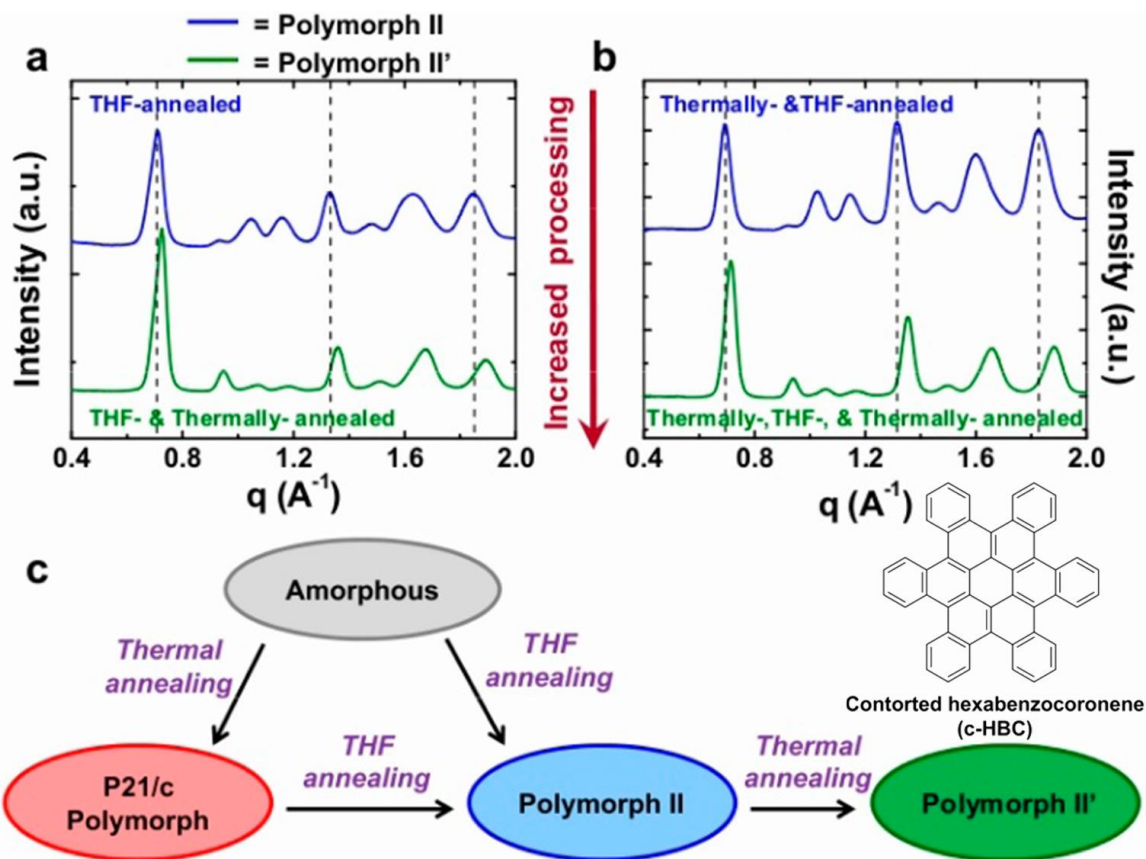 = Polymorph II
= Polymorph II'
a
b
THF-annealed
THF- & Thermally- annealed
Intensity (a.u.)
0.4 0.8 1.2 1.6 2.0
q (A-1)
Increased processing
Thermally- &THF-annealed
Thermally-,THF-, & Thermally- annealed
Intensity (a.u.)
0.4 0.8 1.2 1.6 2.0
q (A-1)
c
Amorphous
Thermal
annealing
THF
annealing
P21/c
Polymorph
THF
annealing
Polymorph II
Thermal
annealing
Polymorph II'
Contorted hexabenzocoronene
(c-HBC)